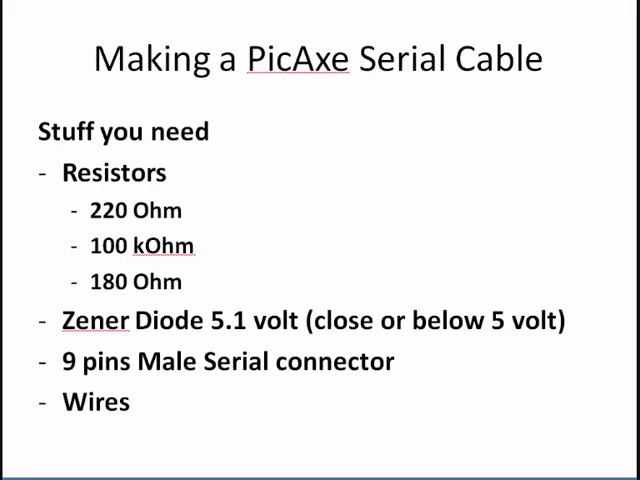 Making a PicAxe Serial Cable
Stuff you need
- Resistors
- 220 Ohm
- 100 kOhm
- 180 Ohm
- Zener Diode 5.1 volt (close or below 5 volt)
- 9 pins Male Serial connector
- Wires